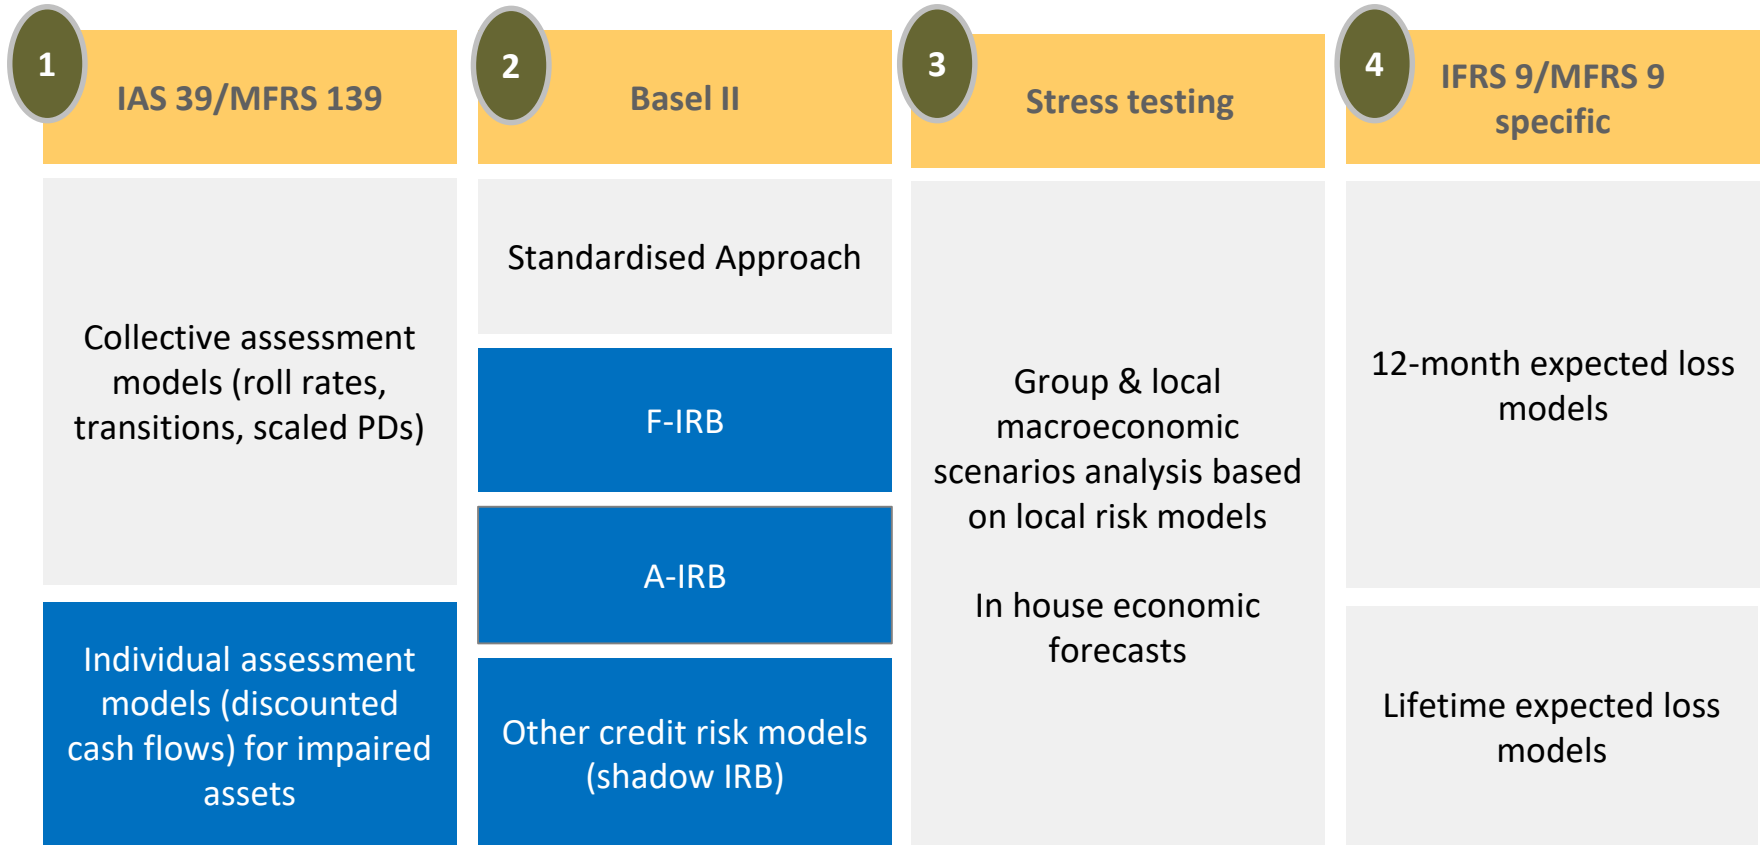 1
IAS 39/MFRS 139
Collective assessment
models (roll rates,
transitions, scaled PDs)
Individual assessment
models (discounted
cash flows) for impaired
assets
2
Basel II
Standardised Approach
F-IRB
A-IRB
Other credit risk models
(shadow IRB)
3
Stress testing
Group & local
macroeconomic
scenarios analysis based
on local risk models
In house economic
forecasts
4
IFRS 9/MFRS 9
specific
12-month expected loss
models
Lifetime expected loss
models